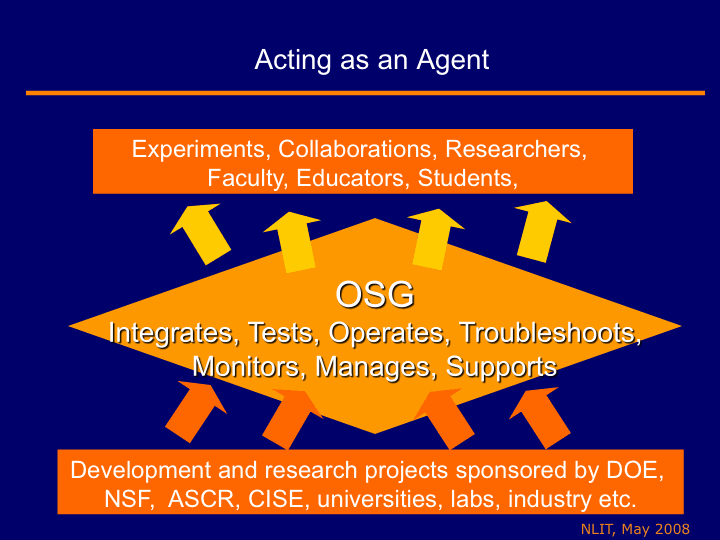 Acting as an Agent
Experiments, Collaborations, Researchers,
Faculty, Educators, Students,
OSG
Integrates, Tests, Operates, Troubleshoots,
Monitors, Manages, Supports
Development and research projects sponsored by DOE,
NSF, ASCR, CISE, universities, labs, industry etc.
NLIT, May 2008